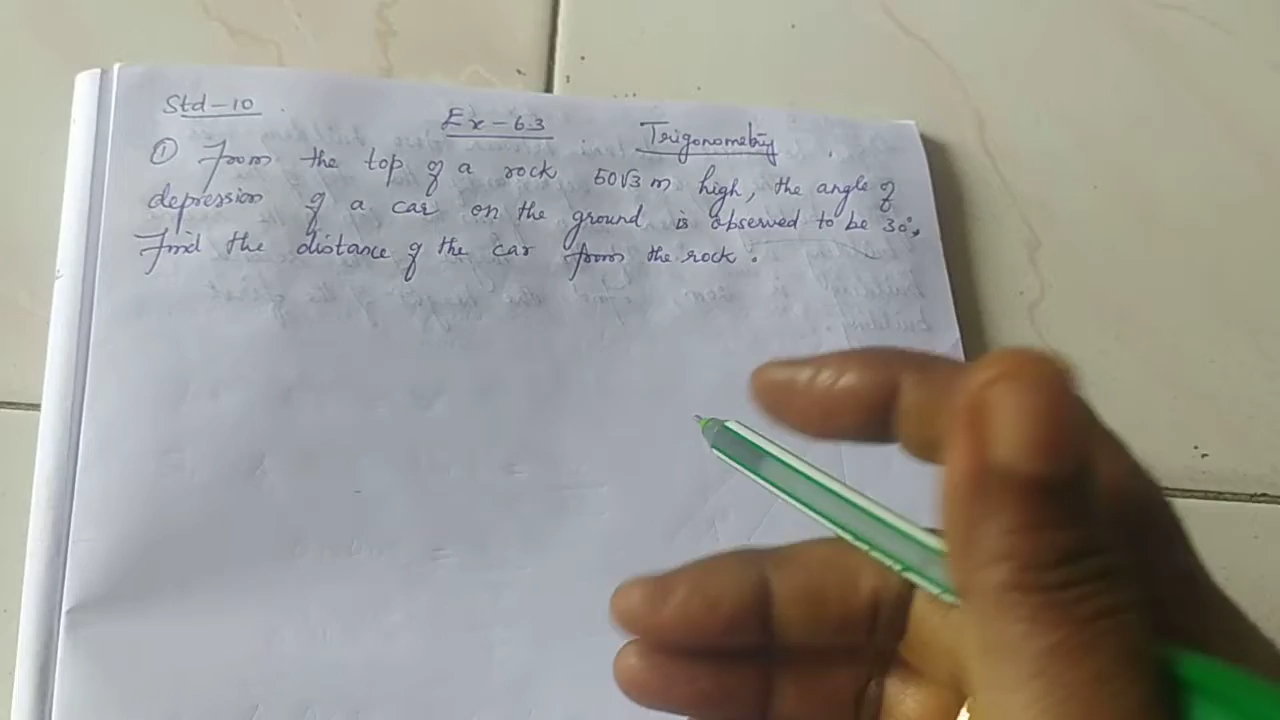 Std-10
Ex-6.3
Trigonometry
① From the top of a rock 50√3 m high, the angle of
depression of a car on the ground is observed to be 30°,
Find the distance of the car from the rock.